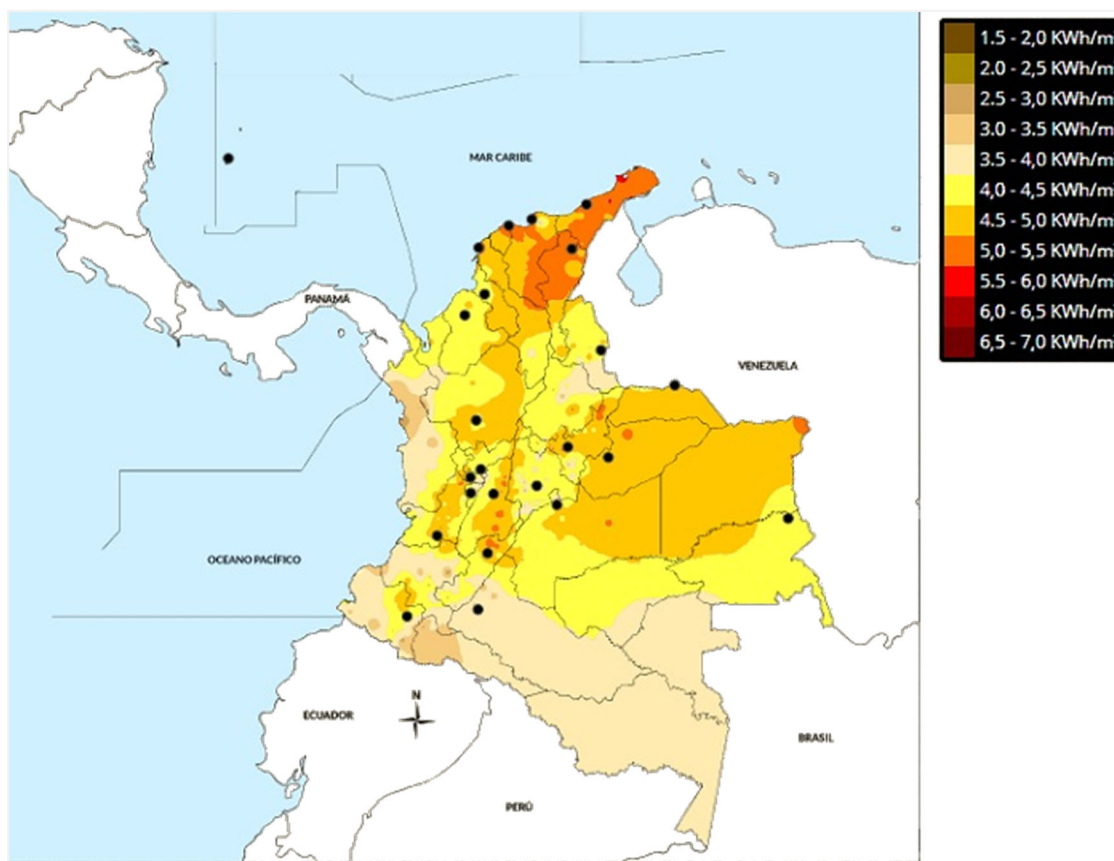 MAR CARIBE
PANAMÁ
VENEZUELA
OCEANO PACÍFICO
N
ECUADOR
BRASIL
PERÚ
1.5 - 2,0 KWh/m
2.0 - 2,5 KWh/m
2.5 - 3,0 KWh/m
3.0 - 3.5 KWh/m
3.5 - 4,0 KWh/m
4,0 - 4,5 KWh/m
4.5 - 5,0 KWh/m
5,0 - 5,5 KWh/m
5.5 - 6,0 KWh/m
6,0 - 6,5 KWh/m
6,5 - 7,0 KWh/m